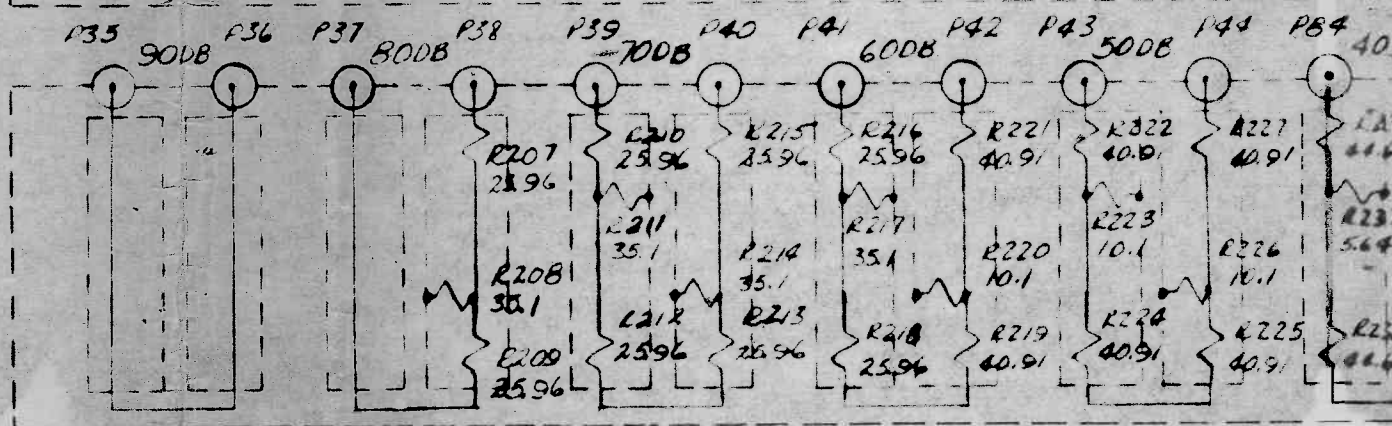 P35 P36 P37 P38 P39 P40 P41 P42 P43 P44 P84
90DB 80DB 70DB 60DB 50DB 40
R207
25.96
R208
35.1
R209
25.96
R210
25.96
R211
35.1
R212
25.96
R215
25.96
R214
35.1
R213
25.96
R216
25.96
R217
35.1
R218
25.96
R221
40.91
R220
10.1
R219
40.91
R222
40.91
R223
10.1
R224
40.91
R227
40.91
R226
10.1
R225
40.91